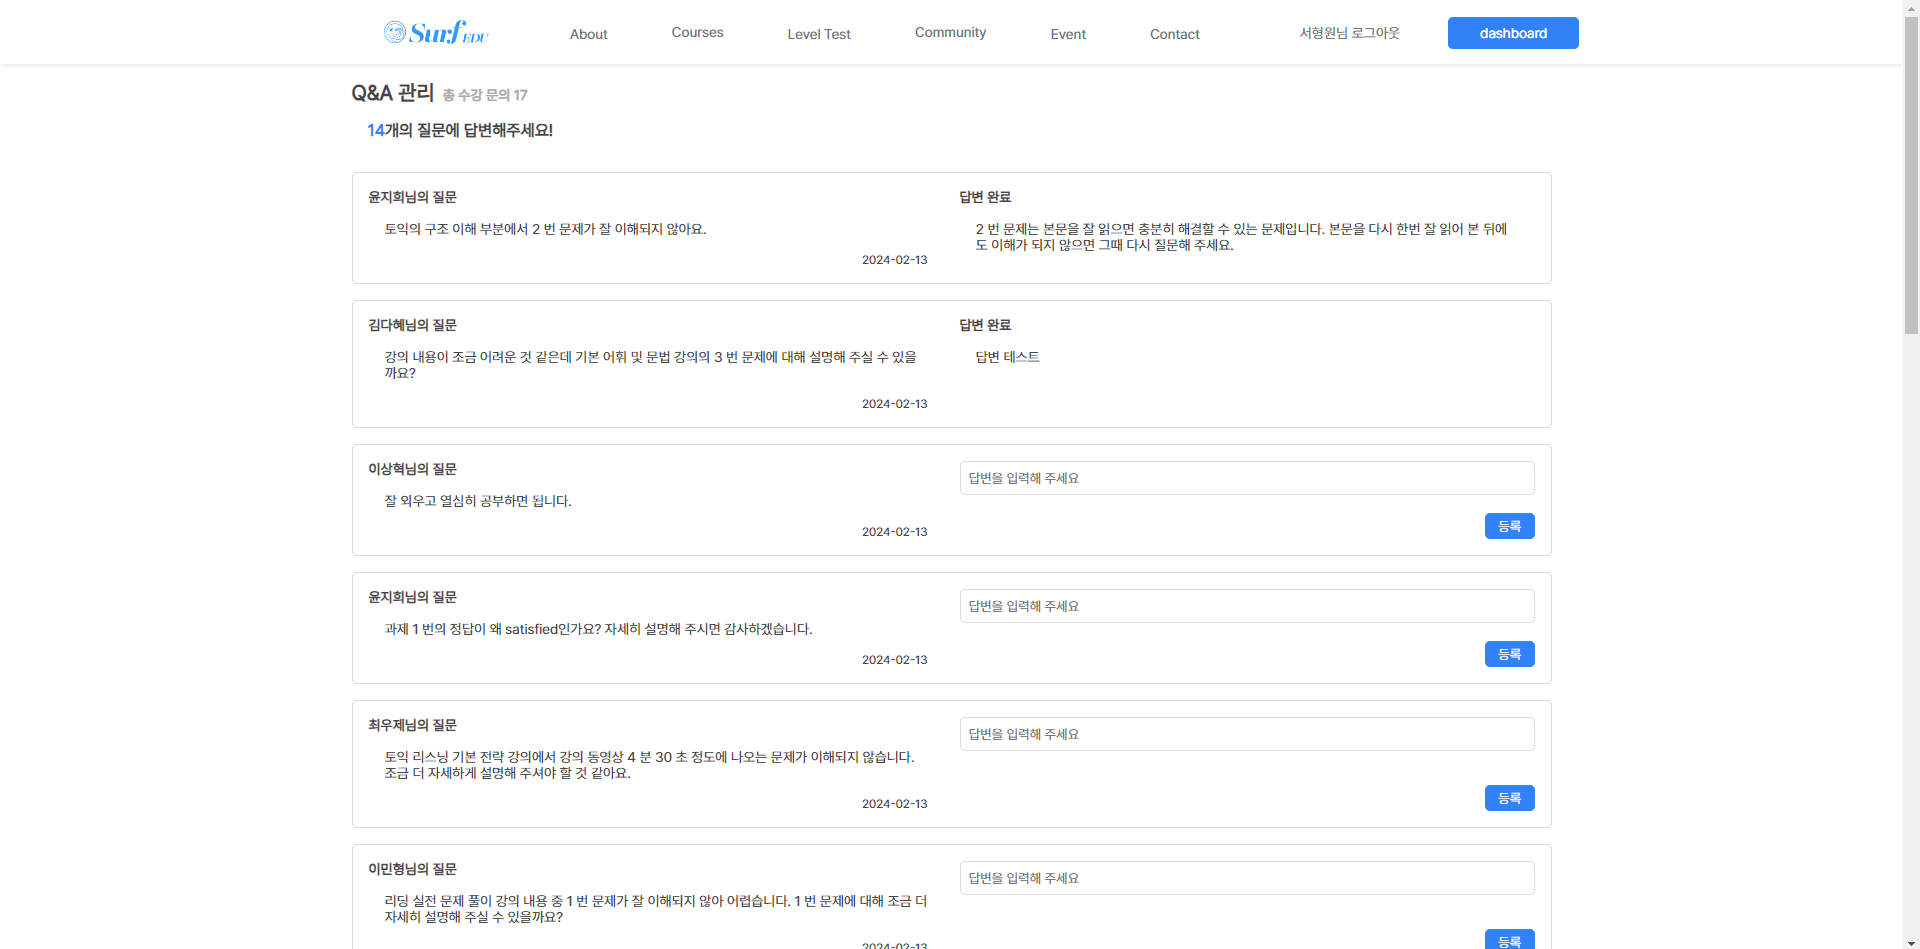 Surf EDU
About
Courses
Level Test
Community
Event
Contact
서형원님 로그아웃
dashboard
Q&A 관리 총 수강 문의 17
14개의 질문에 답변해주세요!
윤지희님의 질문
토익의 구조 이해 부분에서 2 번 문제가 잘 이해되지 않아요.
2024-02-13
답변 완료
2 번 문제는 본문을 잘 읽으면 충분히 해결할 수 있는 문제입니다. 본문을 다시 한번 잘 읽어 본 뒤에
도 이해가 되지 않으면 그때 다시 질문해 주세요.
김다혜님의 질문
강의 내용이 조금 어려운 것 같은데 기본 어휘 및 문법 강의의 3 번 문제에 대해 설명해 주실 수 있을
까요?
2024-02-13
답변 완료
답변 테스트
이상혁님의 질문
잘 외우고 열심히 공부하면 됩니다.
2024-02-13
답변을 입력해 주세요
등록
윤지희님의 질문
과제 1 번의 정답이 왜 satisfied인가요? 자세히 설명해 주시면 감사하겠습니다.
2024-02-13
답변을 입력해 주세요
등록
최우제님의 질문
토익 리스닝 기본 전략 강의에서 강의 동영상 4 분 30 초 정도에 나오는 문제가 이해되지 않습니다.
조금 더 자세하게 설명해 주셔야 할 것 같아요.
2024-02-13
답변을 입력해 주세요
등록
이민형님의 질문
리딩 실전 문제 풀이 강의 내용 중 1 번 문제가 잘 이해되지 않아 어렵습니다. 1 번 문제에 대해 조금 더
자세히 설명해 주실 수 있을까요?
2024-02-13
답변을 입력해 주세요
등록